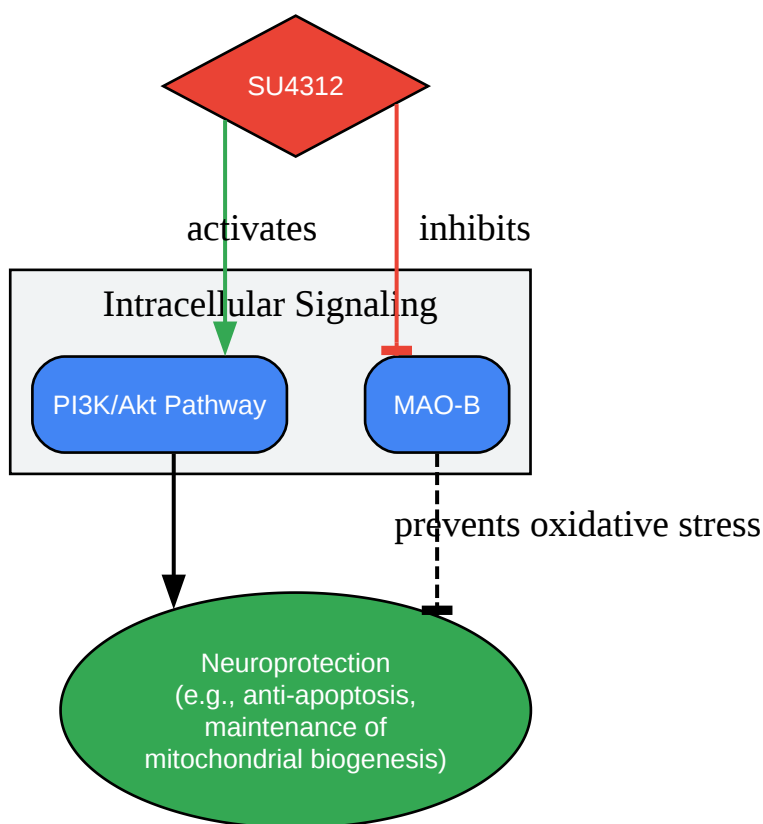 SU4312
activates
inhibits
Intracellular Signaling
PI3K/Akt Pathway
MAO-B
prevents oxidative stress
Neuroprotection
(e.g., anti-apoptosis,
maintenance of
mitochondrial biogenesis)